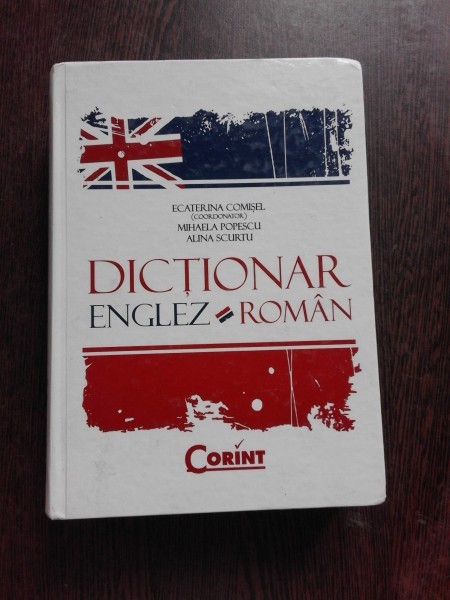 ECATERINA COMIȘEL
(COORDONATOR)
MIHAELA POPESCU
ALINA SCURTU
DICȚIONAR
ENGLEZ ROMÂN
CORINT